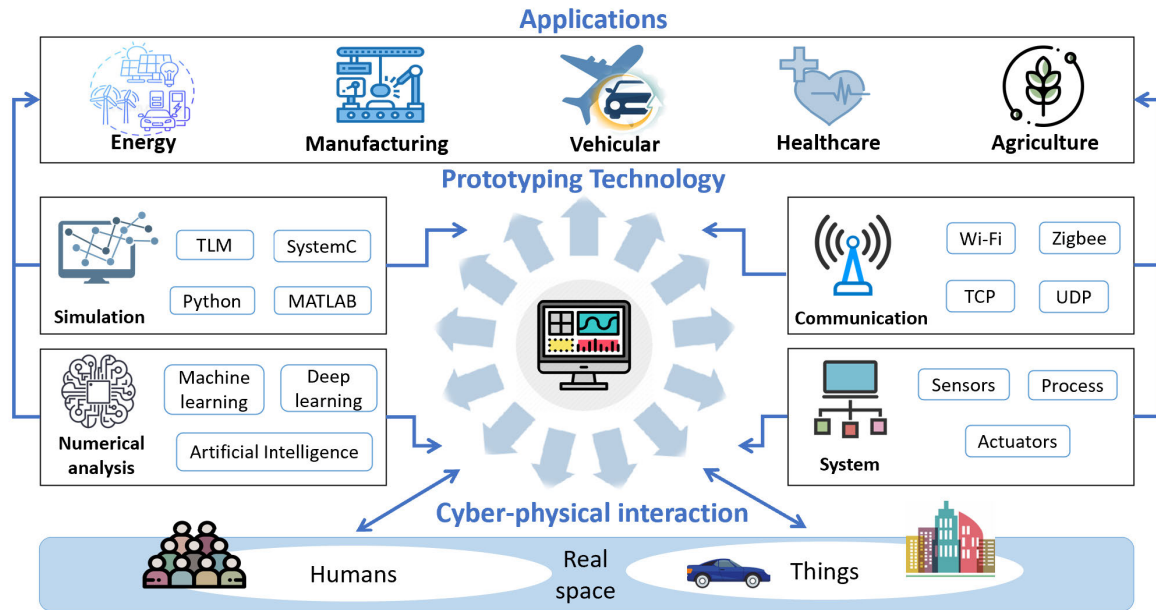 Applications
Energy
Manufacturing
Vehicular
Healthcare
Agriculture
Prototyping Technology
TLM
SystemC
Python
MATLAB
Simulation
Wi-Fi
Zigbee
TCP
UDP
Communication
Machine
learning
Deep
learning
Artificial Intelligence
Numerical
analysis
Sensors
Process
Actuators
System
Cyber-physical interaction
Humans
Real
space
Things